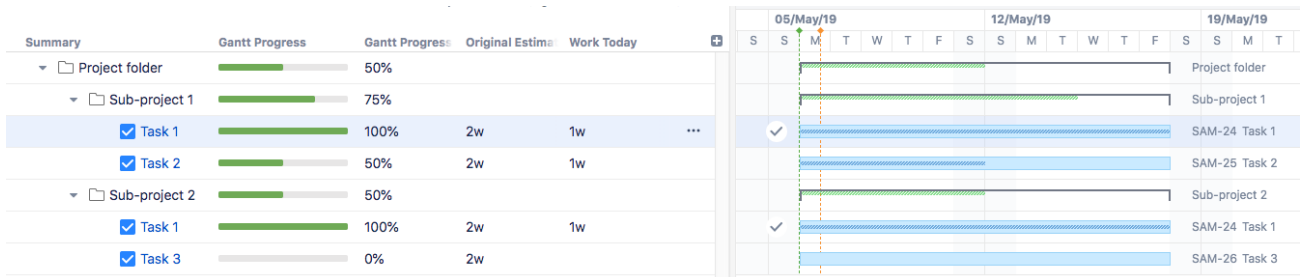 05/May/19 12/May/19 19/May/19
Summary Gantt Progress Gantt Progress Original Estima Work Today
S S M T W T F S S M T W T F S S M T
Project folder 50% Project folder
Sub-project 1 75% Sub-project 1
Task 1 100% 2w 1w ... SAM-24 Task 1
Task 2 50% 2w 1w SAM-25 Task 2
Sub-project 2 50% Sub-project 2
Task 1 100% 2w 1w SAM-24 Task 1
Task 3 0% 2w SAM-26 Task 3